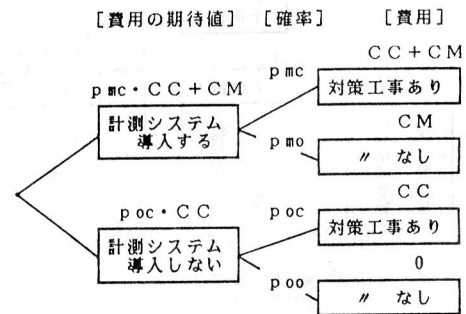 [費用の期待値] [確率] [費用]
CC+CM
pmc
pmc・CC+CM
対策工事あり
計測システム
導入する
CM
pmo
〃 なし
CC
poc・CC
poc
対策工事あり
計測システム
導入しない
0
poo
〃 なし